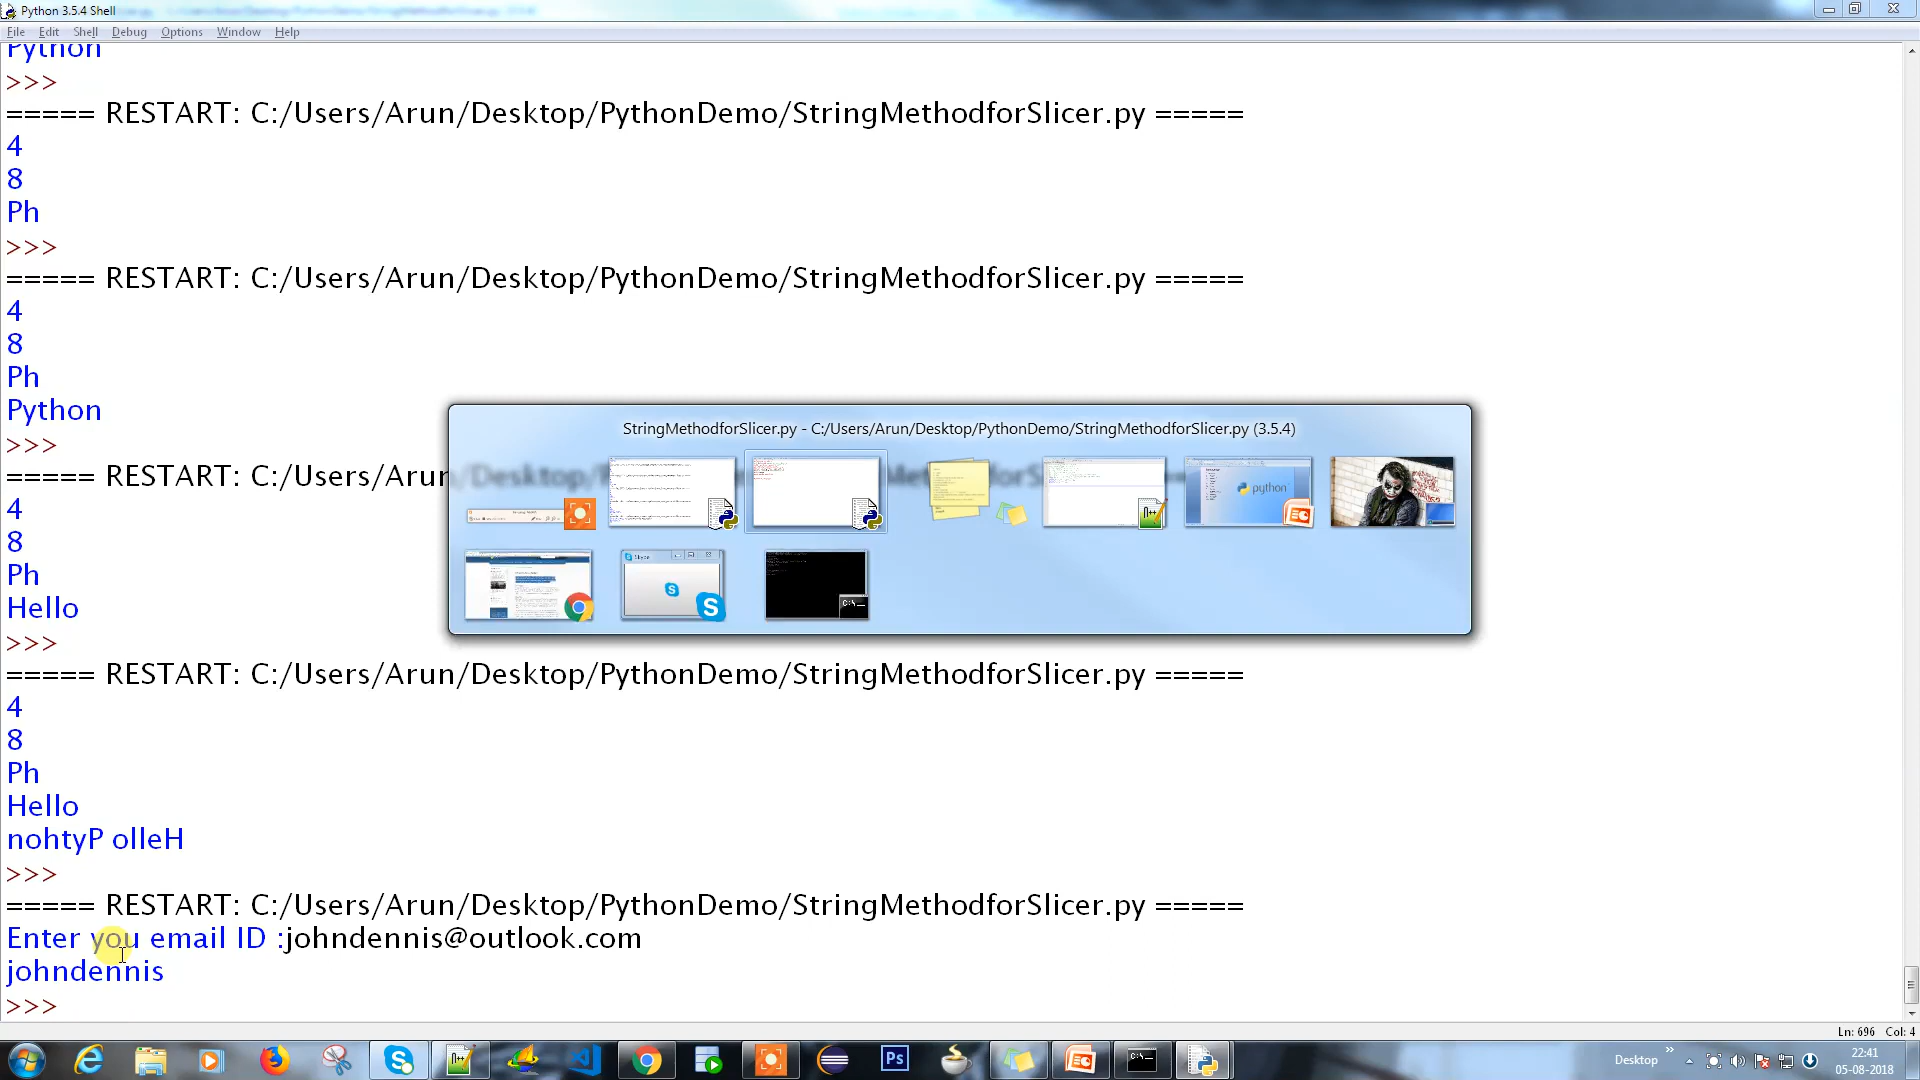 Python 3.5.4 Shell
File Edit Shell Debug Options Window Help
Python
>>>
===== RESTART: C:/Users/Arun/Desktop/PythonDemo/StringMethodforSlicer.py =====
4
8
Ph
>>>
===== RESTART: C:/Users/Arun/Desktop/PythonDemo/StringMethodforSlicer.py =====
4
8
Ph
Python
>>>
===== RESTART: C:/Users/Arun
4
8
Ph
Hello
>>>
===== RESTART: C:/Users/Arun/Desktop/PythonDemo/StringMethodforSlicer.py =====
4
8
Ph
Hello
nohtyP olleH
>>>
===== RESTART: C:/Users/Arun/Desktop/PythonDemo/StringMethodforSlicer.py =====
Enter you email ID :johndennis@outlook.com
johndennis
>>>
StringMethodforSlicer.py - C:/Users/Arun/Desktop/PythonDemo/StringMethodforSlicer.py (3.5.4)
python
Skype
C:\_
Ln: 696 Col: 4
Ps
Desktop
22:41
05-08-2018